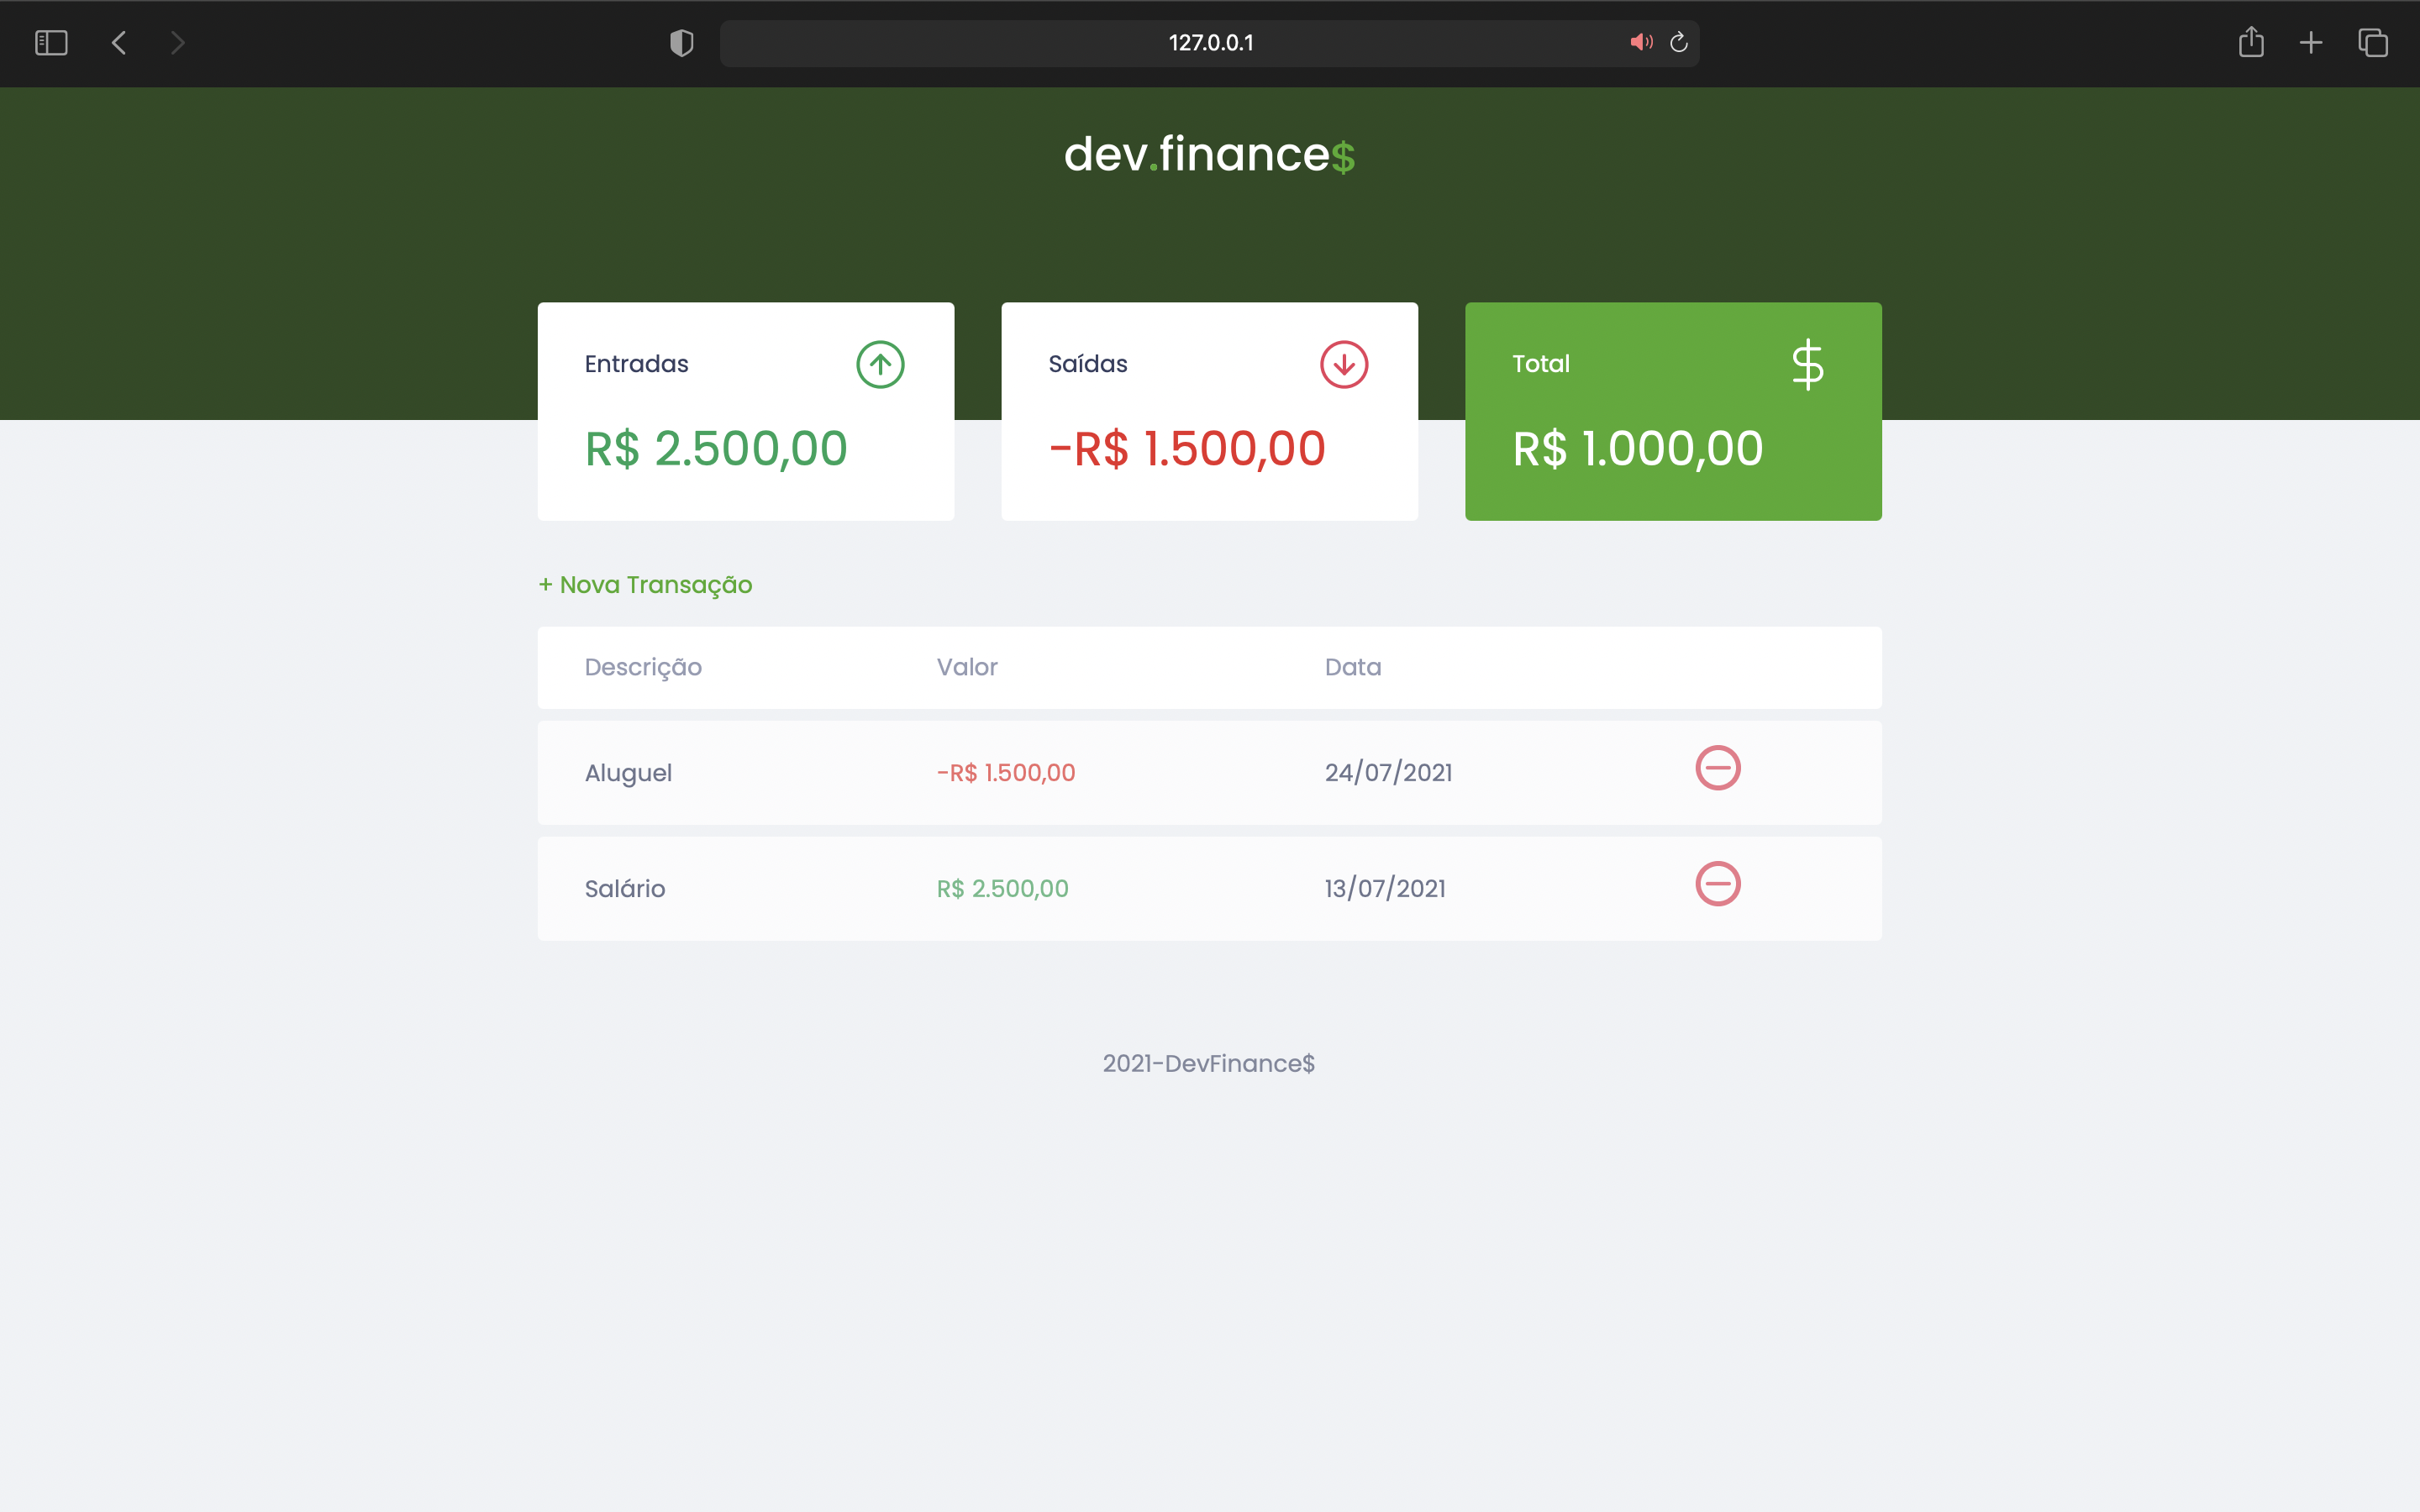 127.0.0.1
dev.finance$
Entradas
R$ 2.500,00
Saídas
-R$ 1.500,00
Total
R$ 1.000,00
+ Nova Transação
Descrição Valor Data
Aluguel -R$ 1.500,00 24/07/2021
Salário R$ 2.500,00 13/07/2021
2021-DevFinance$